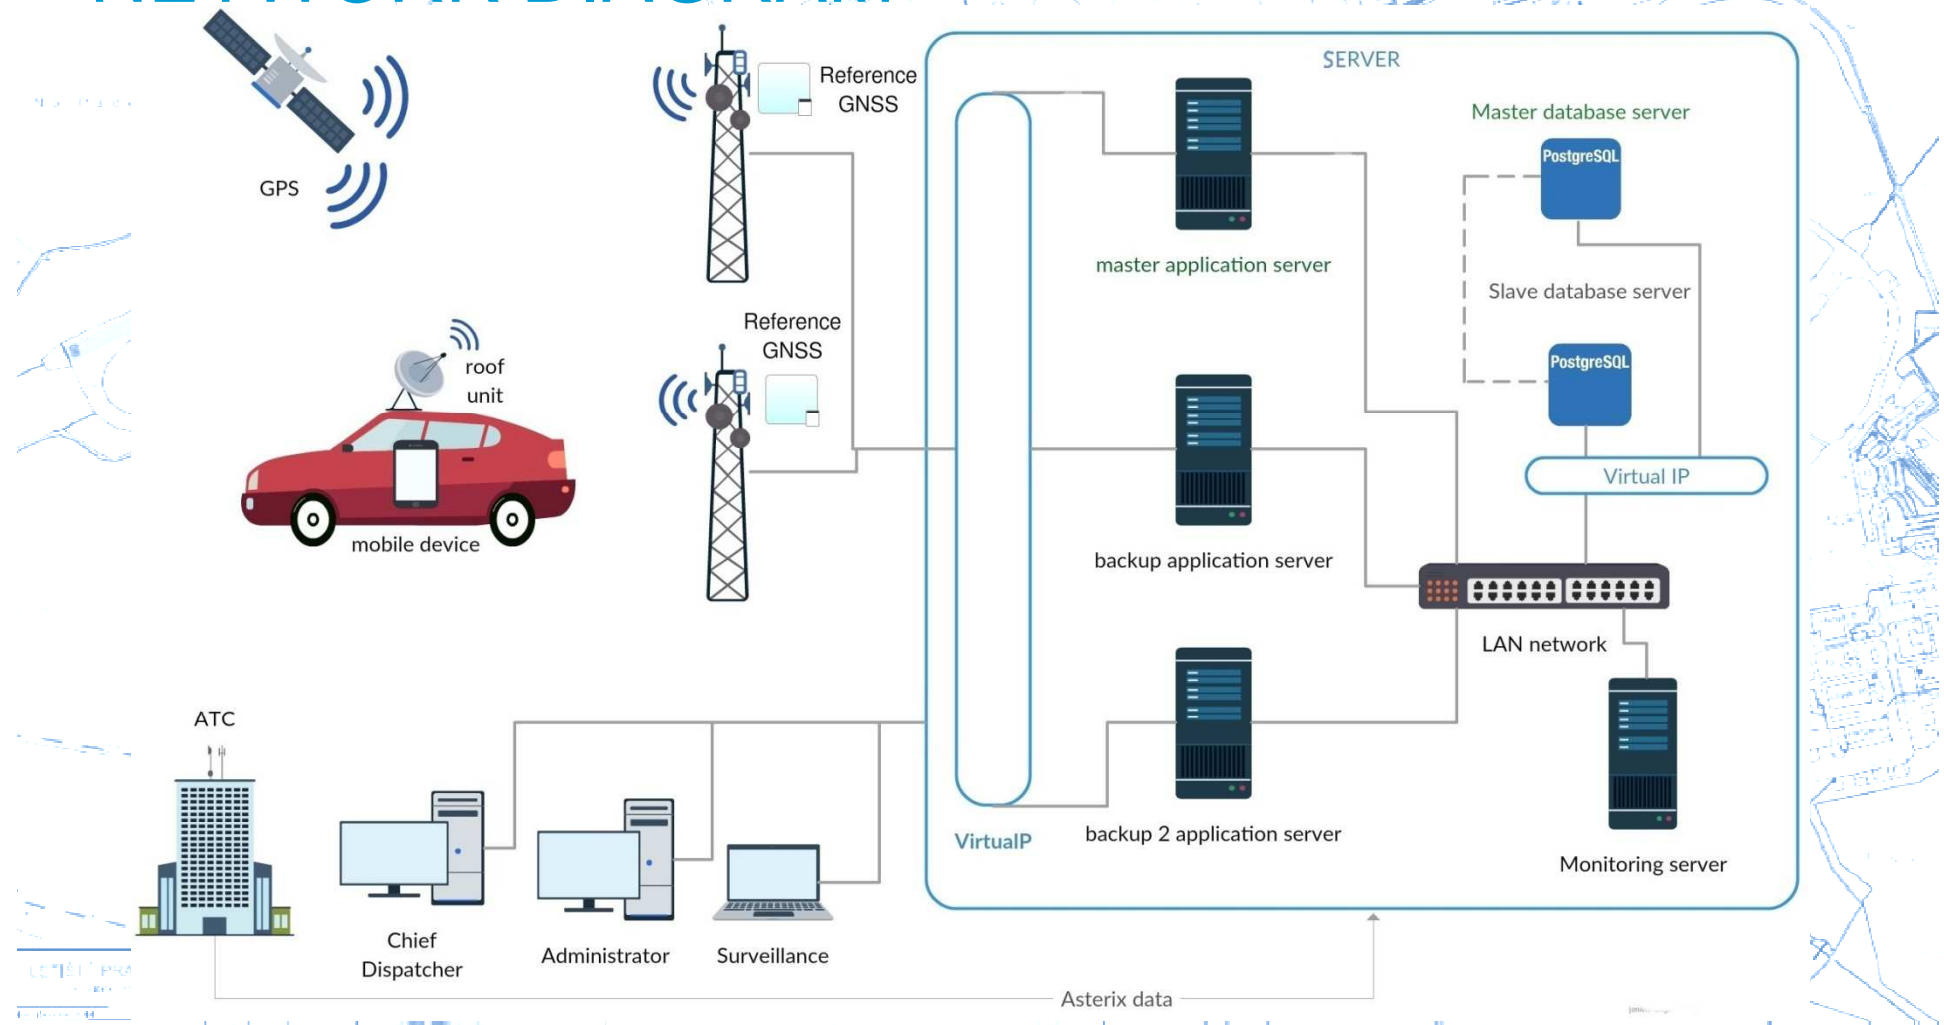 NETWORK DIAGRAM
SERVER
Reference
GNSS
Master database server
PostgreSQL
GPS
master application server
Slave database server
Reference
GNSS
roof
unit
PostgreSQL
Virtual IP
mobile device
backup application server
LAN network
ATC
VirtualP
backup 2 application server
Monitoring server
Chief
Dispatcher
Administrator
Surveillance
Asterix data